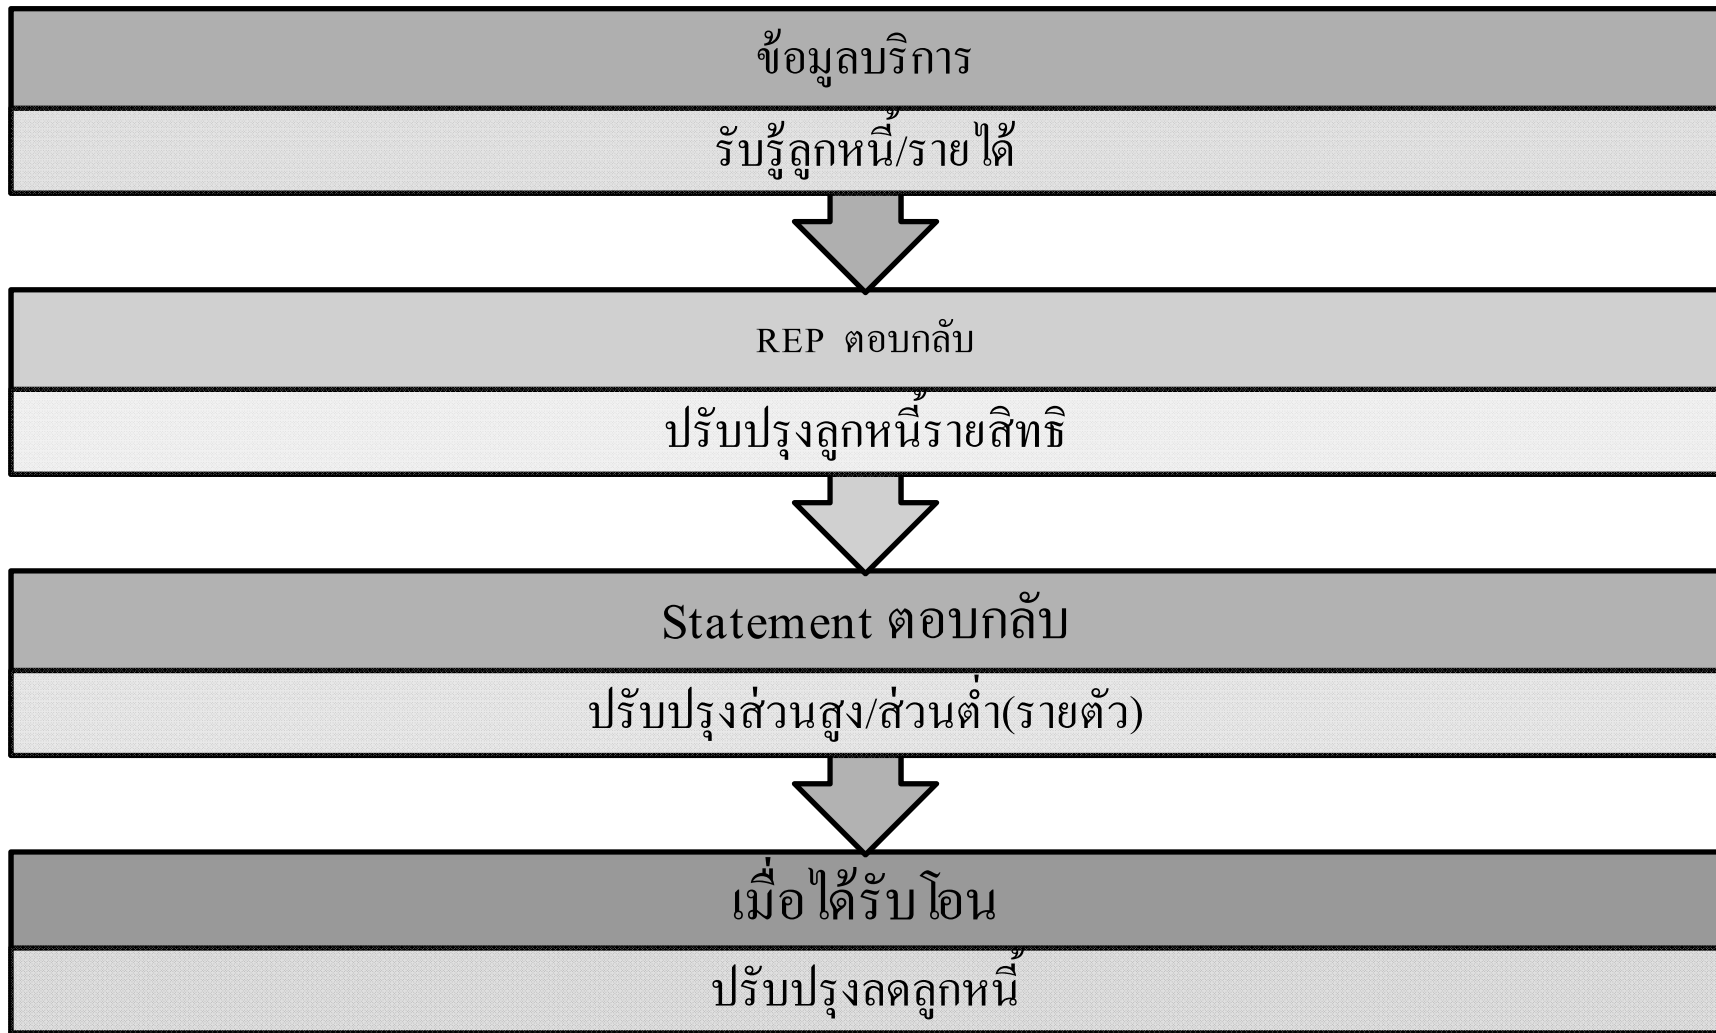 ข้อมูลบริการ
รับรู้ลูกหนี้/รายได้
REP ตอบกลับ
ปรับปรุงลูกหนี้รายสิทธิ
Statement ตอบกลับ
ปรับปรุงส่วนสูง/ส่วนต่ำ(รายตัว)
เมื่อได้รับโอน
ปรับปรุงลดลูกหนี้